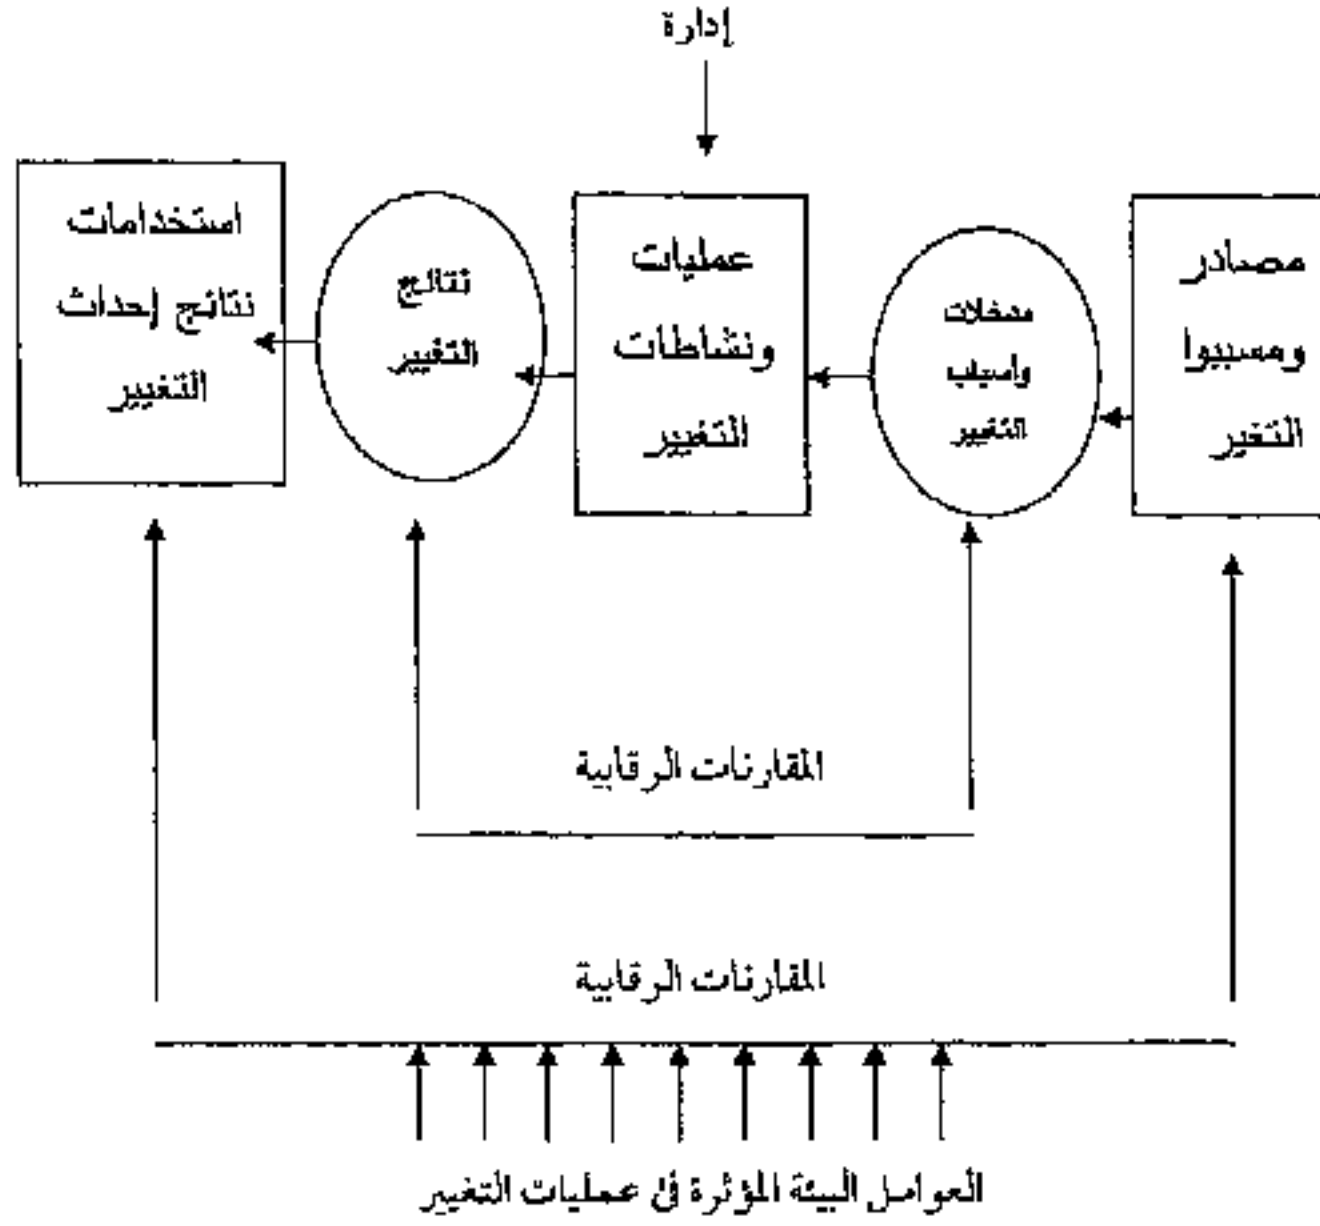 إدارة
مصادر
ومسببوا
التغير
مدخلات
واسباب
التغيير
عمليات
ونشاطات
التغيير
نتائج
التغيير
استخدامات
نتائج إحداث
التغيير
المقارنات الرقابية
المقارنات الرقابية
العوامل البيئة المؤثرة في عمليات التغيير